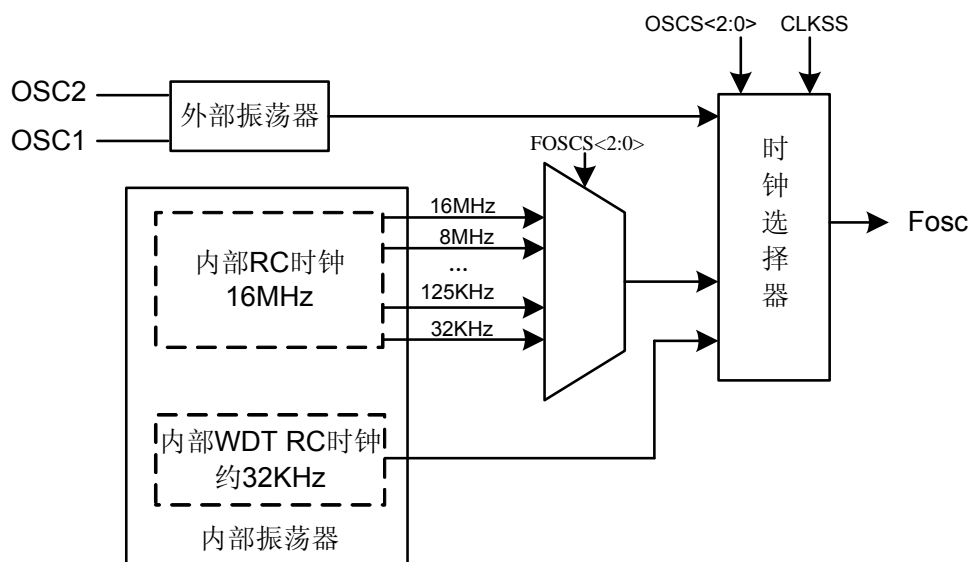 OSCS<2:0> CLKSS
OSC2
OSC1
外部振荡器
FOSCS<2:0>
时钟选择器
Fosc
内部RC时钟
16MHz
16MHz
8MHz
...
125KHz
32KHz
内部WDT RC时钟
约32KHz
内部振荡器